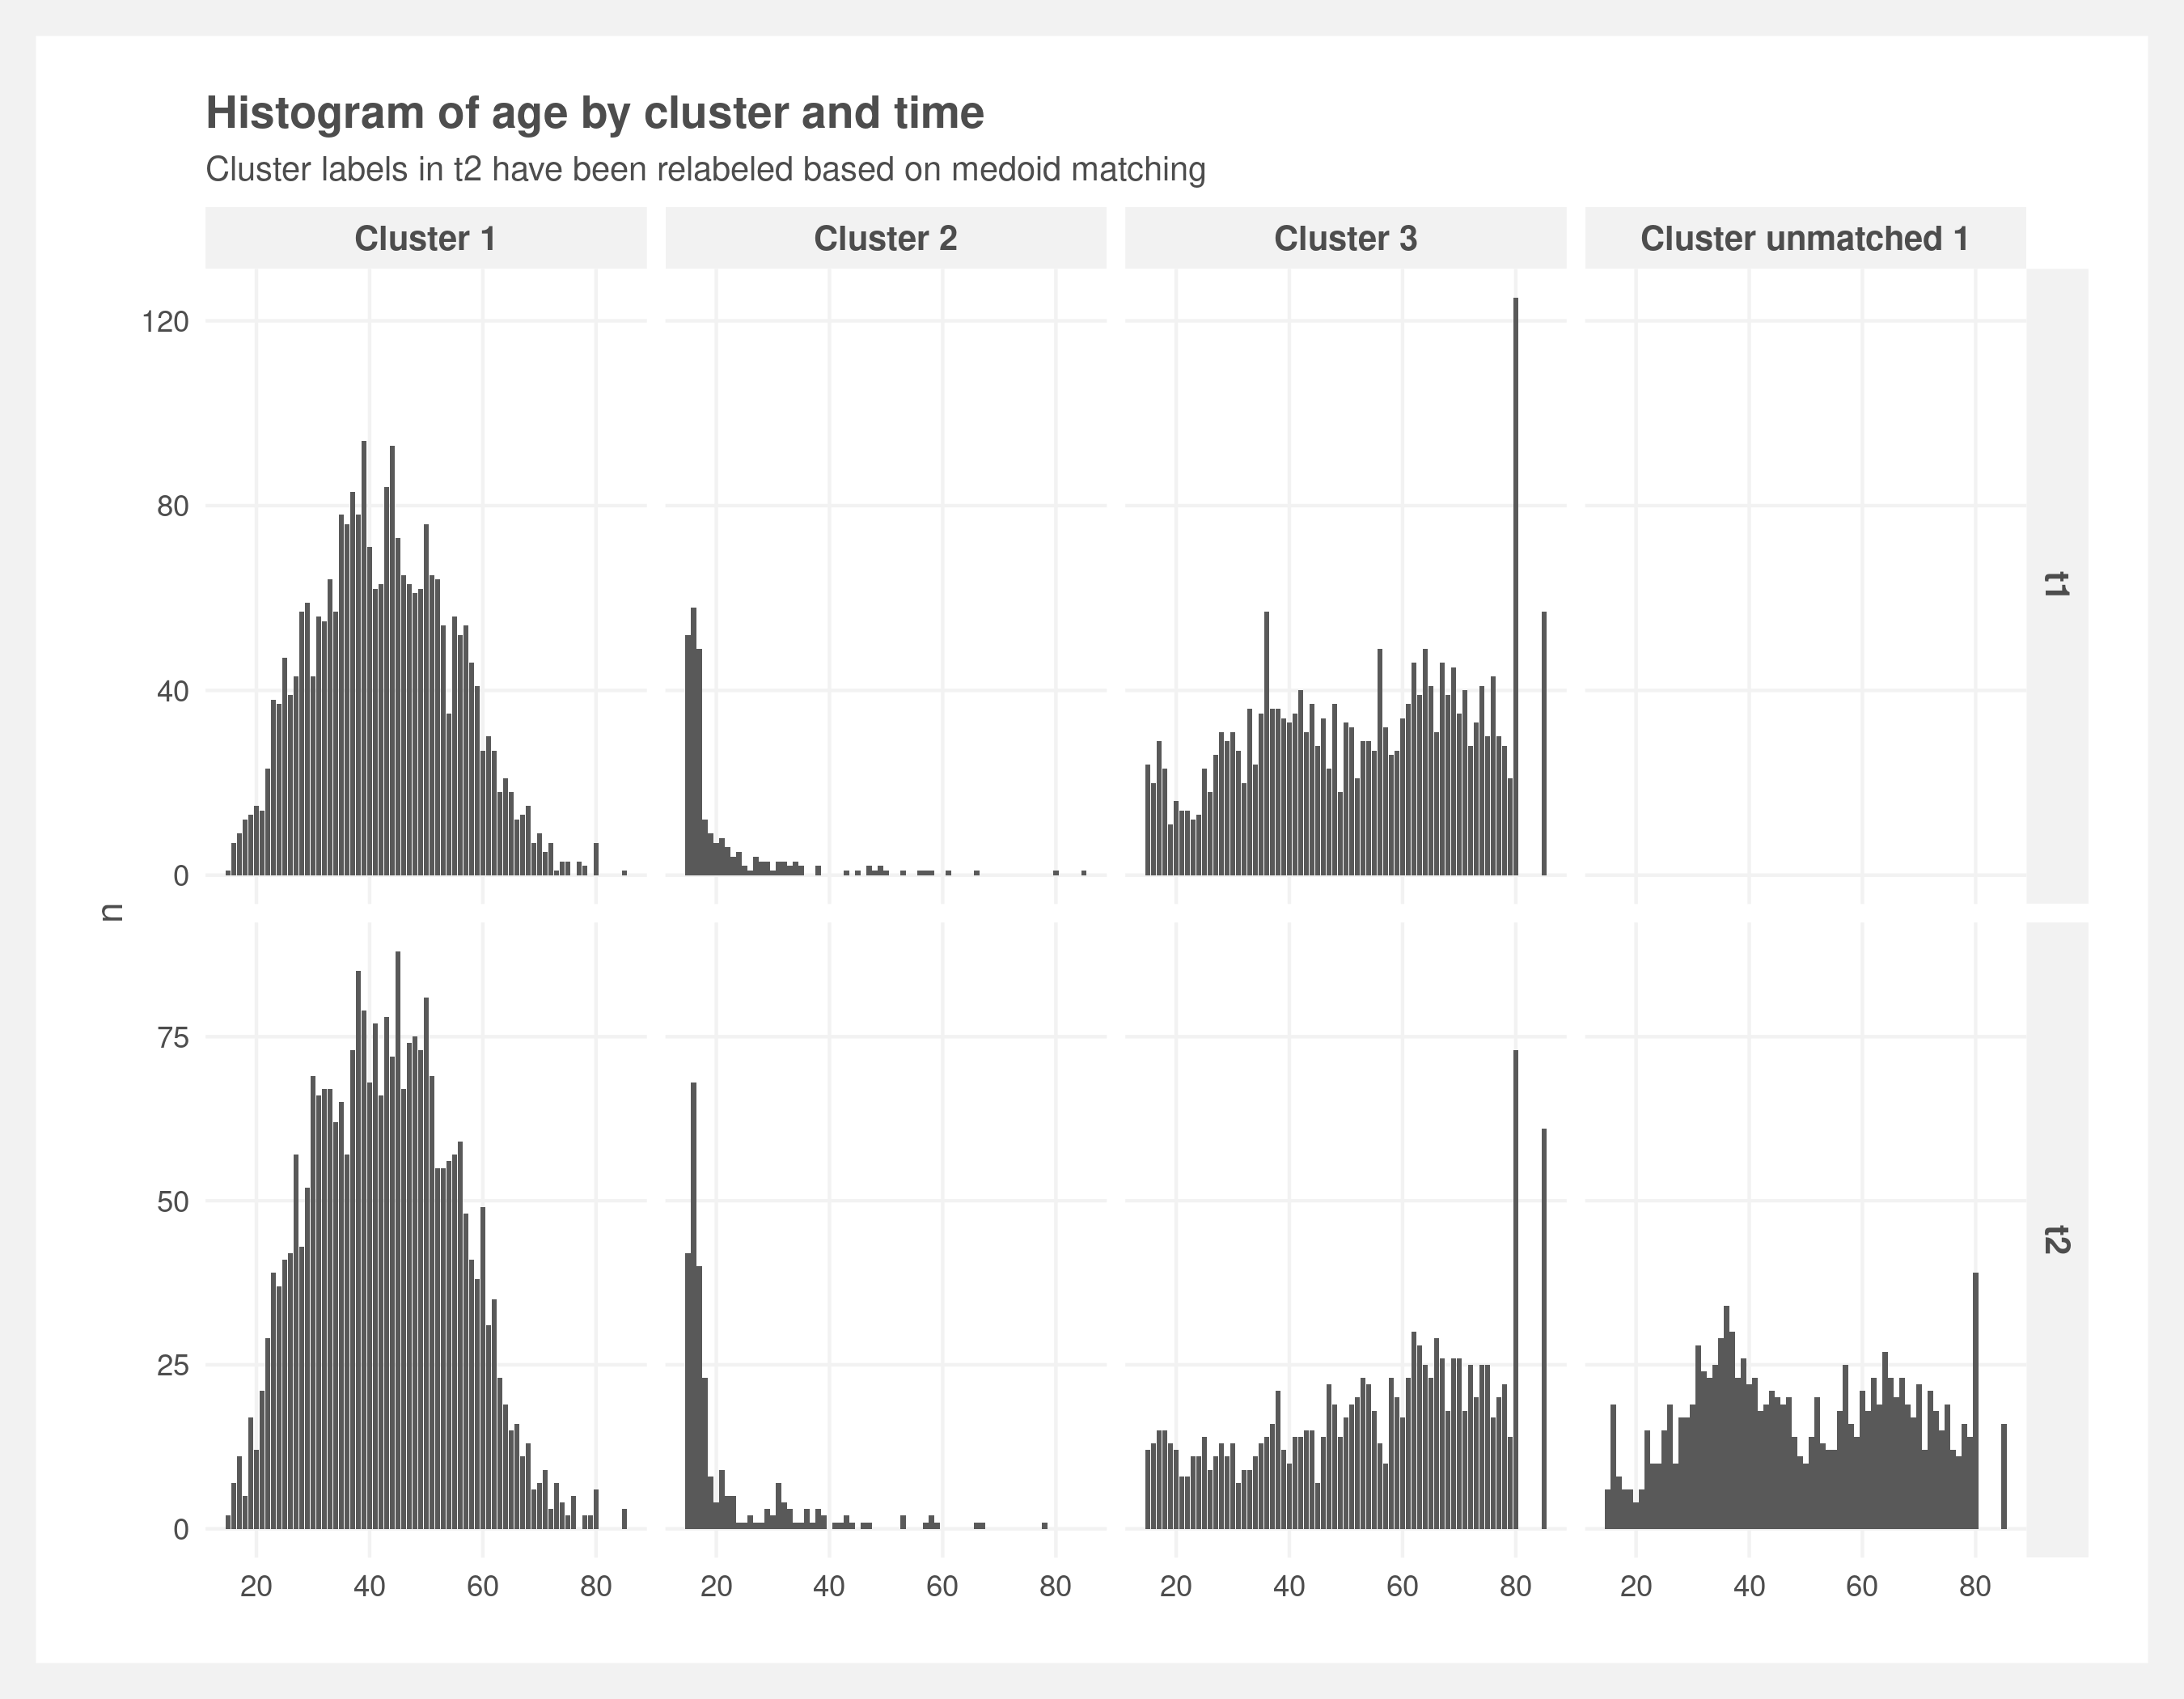 Histogram of age by cluster and time
Cluster labels in t2 have been relabeled based on medoid matching
Cluster 1
Cluster 2
Cluster 3
Cluster unmatched 1
120
80
40
0
t1
n
75
50
25
0
t2
20 40 60 80
20 40 60 80
20 40 60 80
20 40 60 80